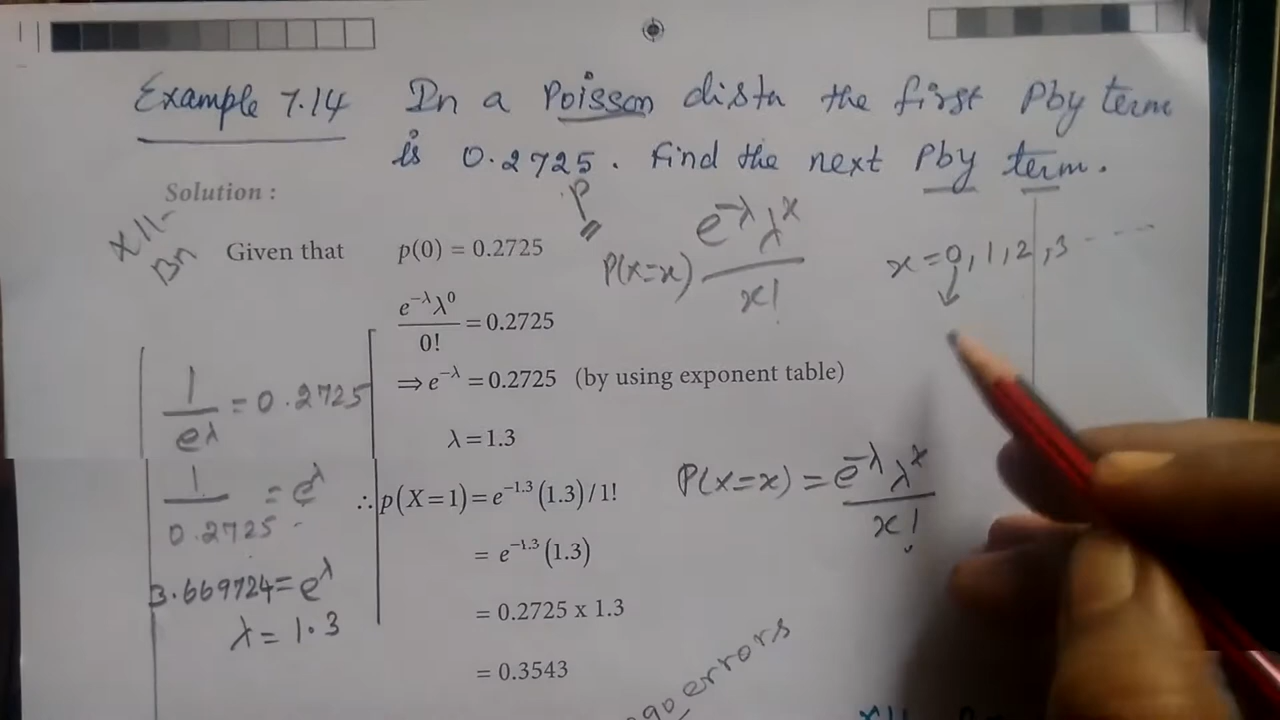 Example 7.14 In a Poisson distn the first Pby term
is 0.2725. Find the next Pby term.
Solution :
XII-
Bn
Given that p(0) = 0.2725
P
P(X=x) e^-λ λ^x / x!
x = 0, 1, 2, 3 - - - -
e^-λ λ^0 / 0! = 0.2725
⇒ e^-λ = 0.2725 (by using exponent table)
λ = 1.3
1 / e^λ = 0.2725
1 / 0.2725 = e^λ
3.669724 = e^λ
λ = 1.3
∴ p(X=1) = e^-1.3 (1.3) / 1!
= e^-1.3 (1.3)
= 0.2725 x 1.3
= 0.3543
P(X=x) = e^-λ λ^x / x!
errors